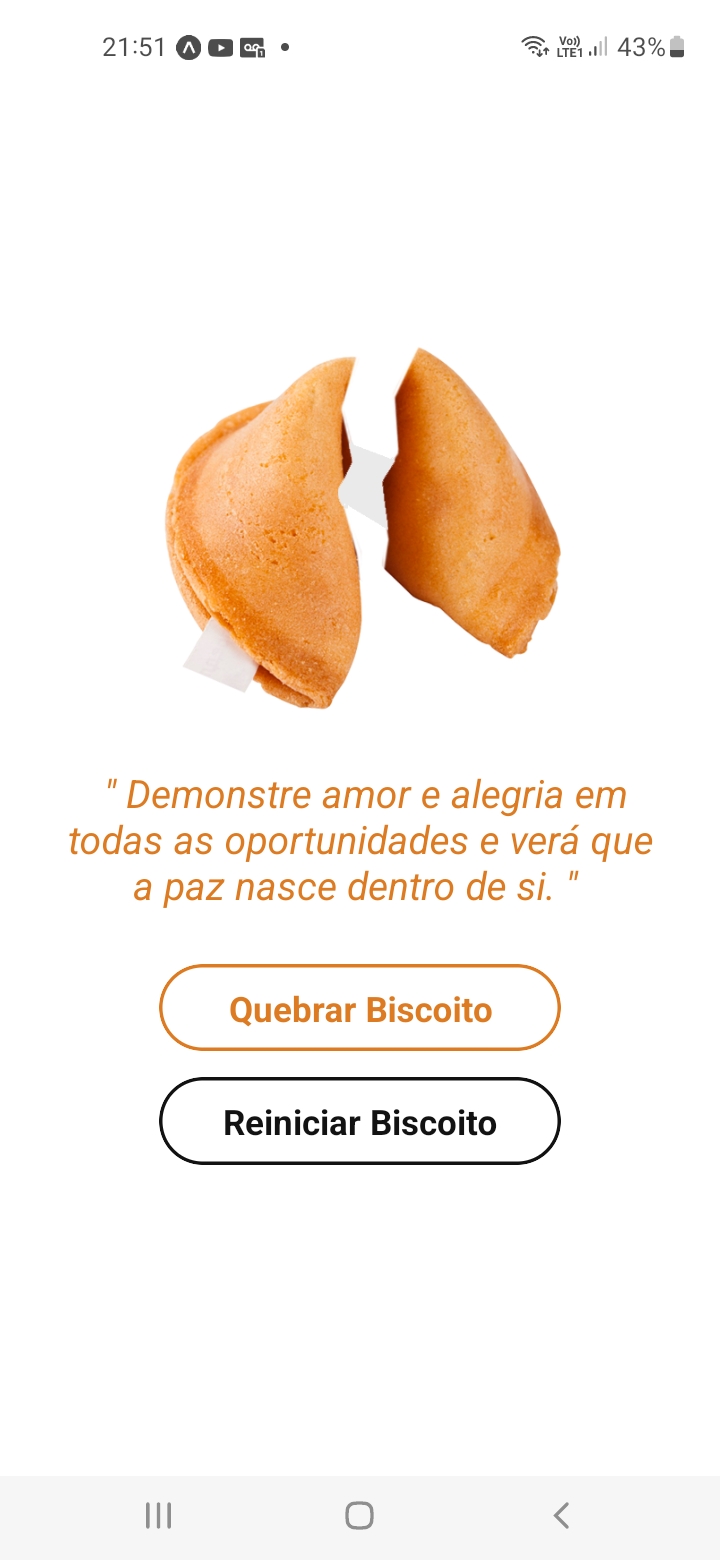 21:51
Vo)) LTE1 43%
" Demonstre amor e alegria em
todas as oportunidades e verá que
a paz nasce dentro de si. "
Quebrar Biscoito
Reiniciar Biscoito